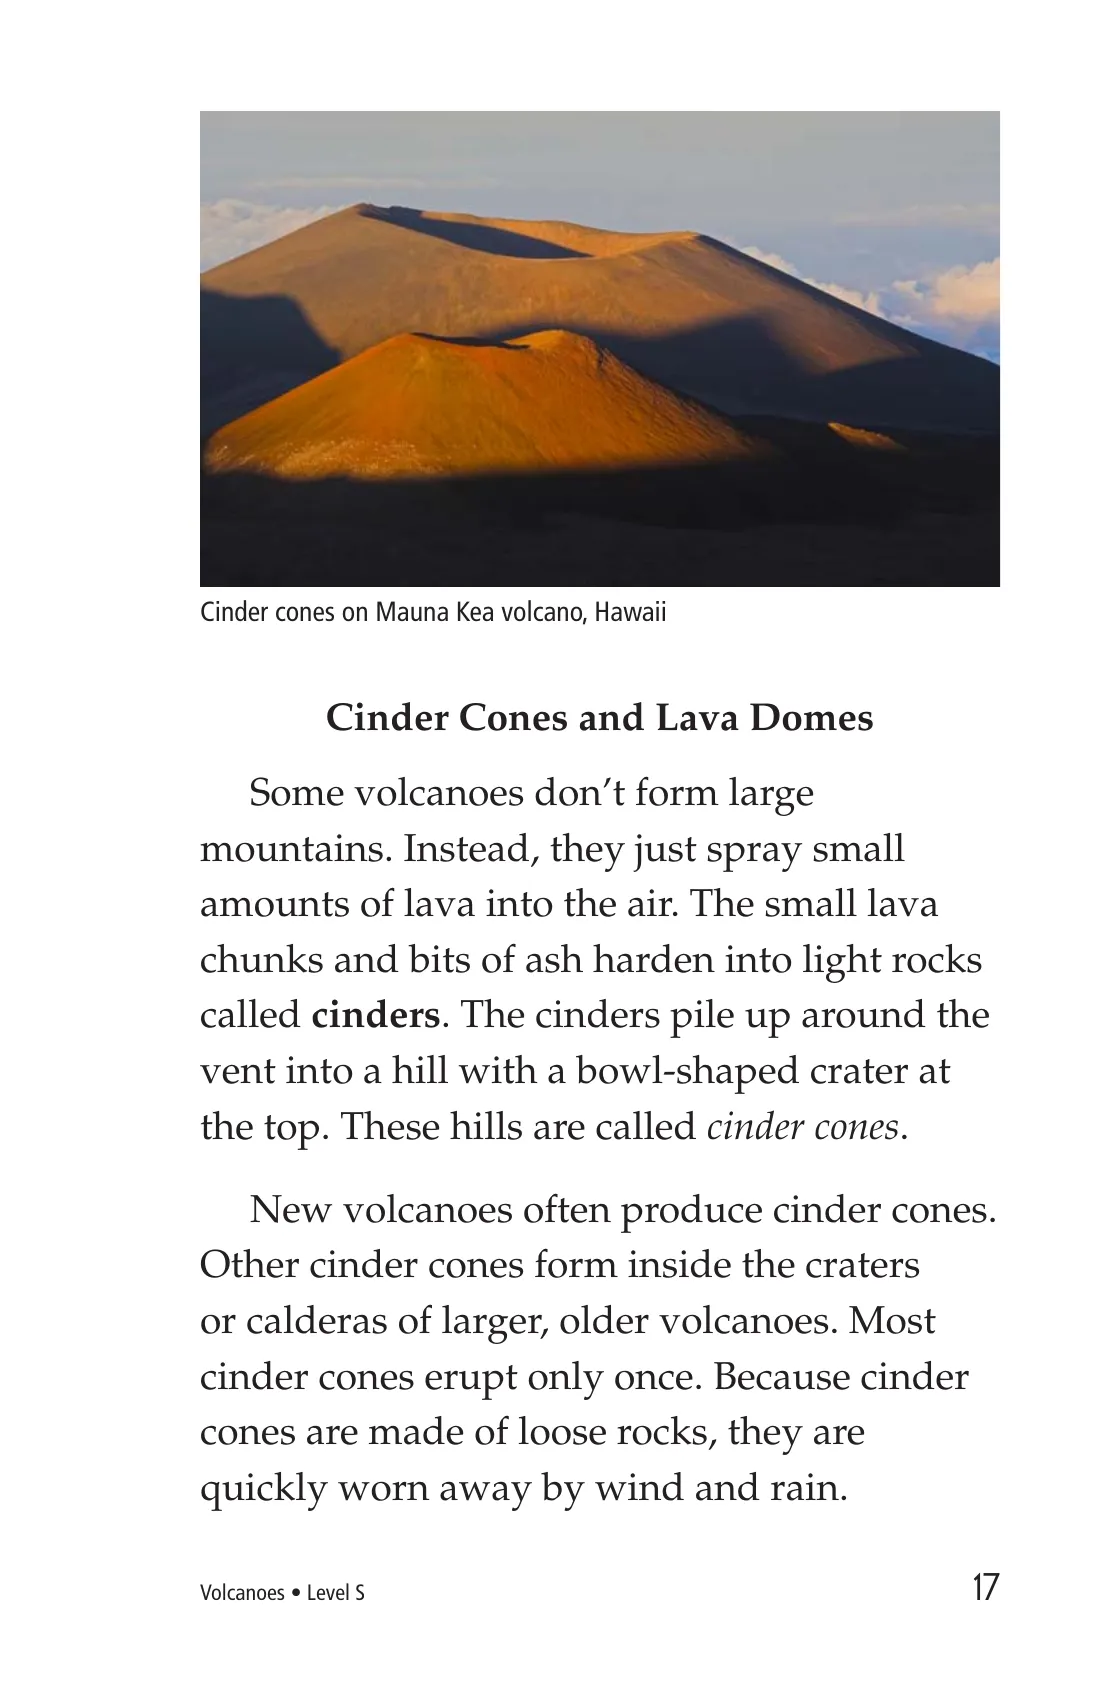 Cinder cones on Mauna Kea volcano, Hawaii
Cinder Cones and Lava Domes
Some volcanoes don’t form large
mountains. Instead, they just spray small
amounts of lava into the air. The small lava
chunks and bits of ash harden into light rocks
called cinders. The cinders pile up around the
vent into a hill with a bowl-shaped crater at
the top. These hills are called cinder cones.
New volcanoes often produce cinder cones.
Other cinder cones form inside the craters
or calderas of larger, older volcanoes. Most
cinder cones erupt only once. Because cinder
cones are made of loose rocks, they are
quickly worn away by wind and rain.
Volcanoes • Level S
17